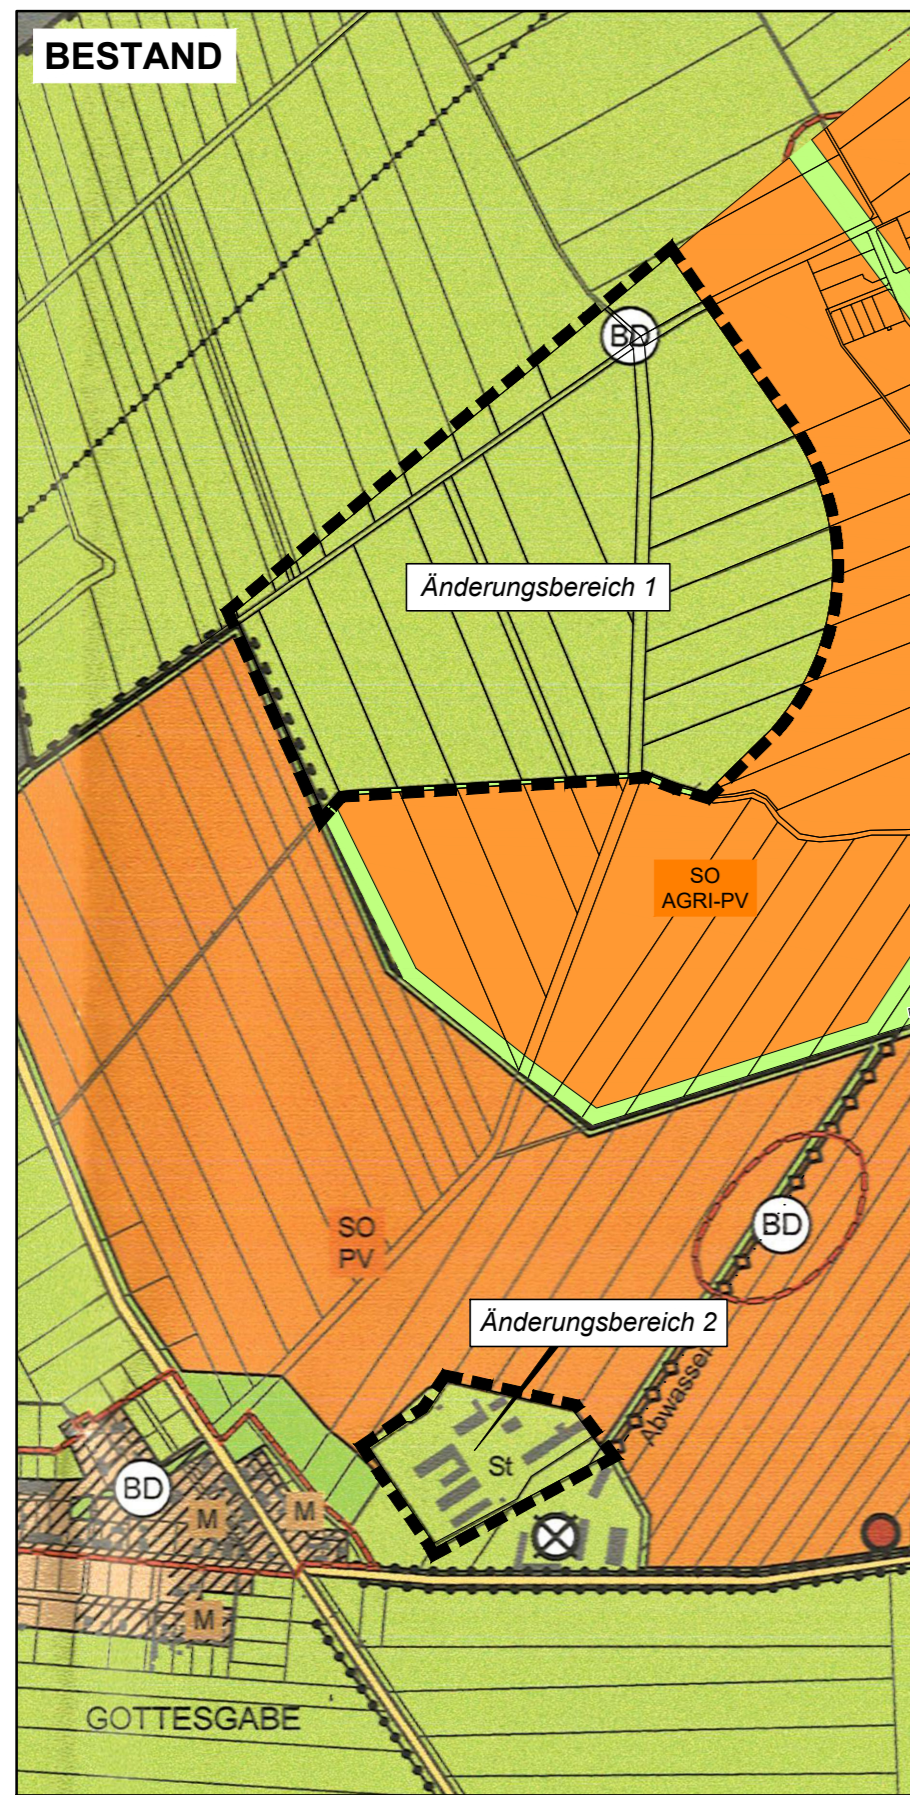 BESTAND
BD
Änderungsbereich 1
SO
AGRI-PV
SO
PV
BD
Änderungsbereich 2
Abwasser
St
BD
M
M
M
GOTTESGABE